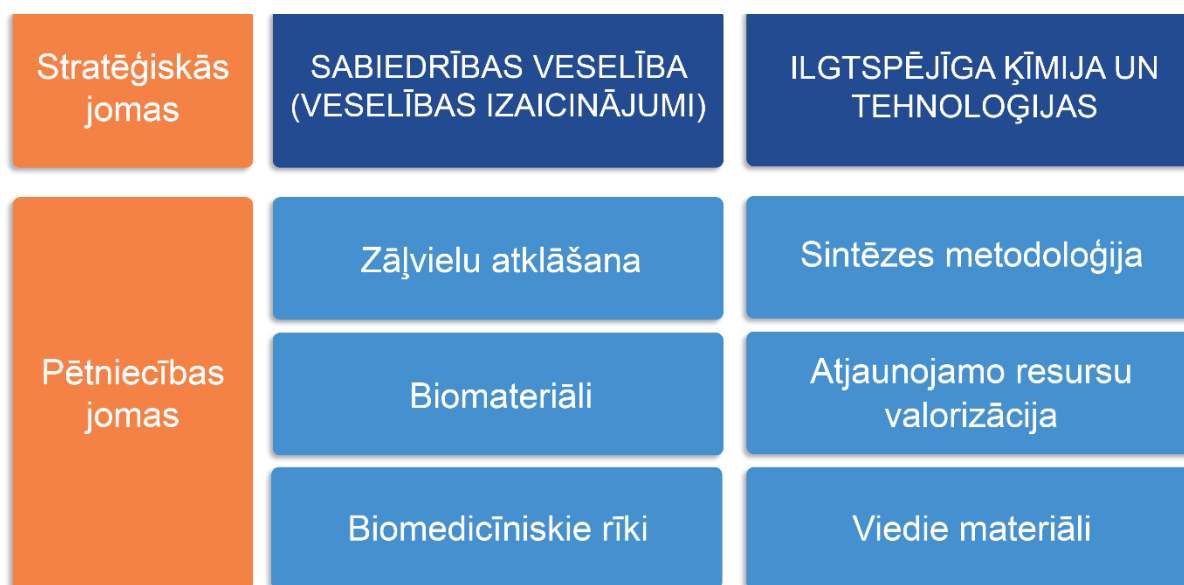 Stratēģiskās
jomas
SABIEDRĪBAS VESELĪBA
(VESELĪBAS IZAICINĀJUMI)
ILGTSPĒJĪGA ĶĪMIJA UN
TEHNOLOĢIJAS
Pētniecības
jomas
Zāļvielu atklāšana
Sintēzes metodoloģija
Biomateriāli
Atjaunojamo resursu
valorizācija
Biomedicīniskie rīki
Viedie materiāli